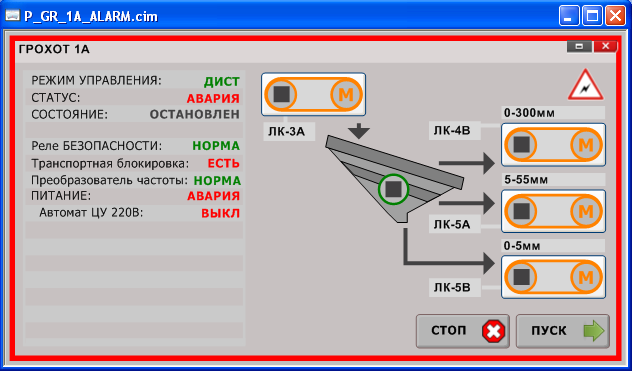 P_GR_1A_ALARM.cim
ГРОХОТ 1А
РЕЖИМ УПРАВЛЕНИЯ: ДИСТ
СТАТУС: АВАРИЯ
СОСТОЯНИЕ: ОСТАНОВЛЕН
Реле БЕЗОПАСНОСТИ: НОРМА
Транспортная блокировка: ЕСТЬ
Преобразователь частоты: НОРМА
ПИТАНИЕ: АВАРИЯ
Автомат ЦУ 220В: ВЫКЛ
М
ЛК-3А
0-300мм
ЛК-4В
М
5-55мм
М
ЛК-5А
0-5мм
М
ЛК-5В
СТОП
ПУСК